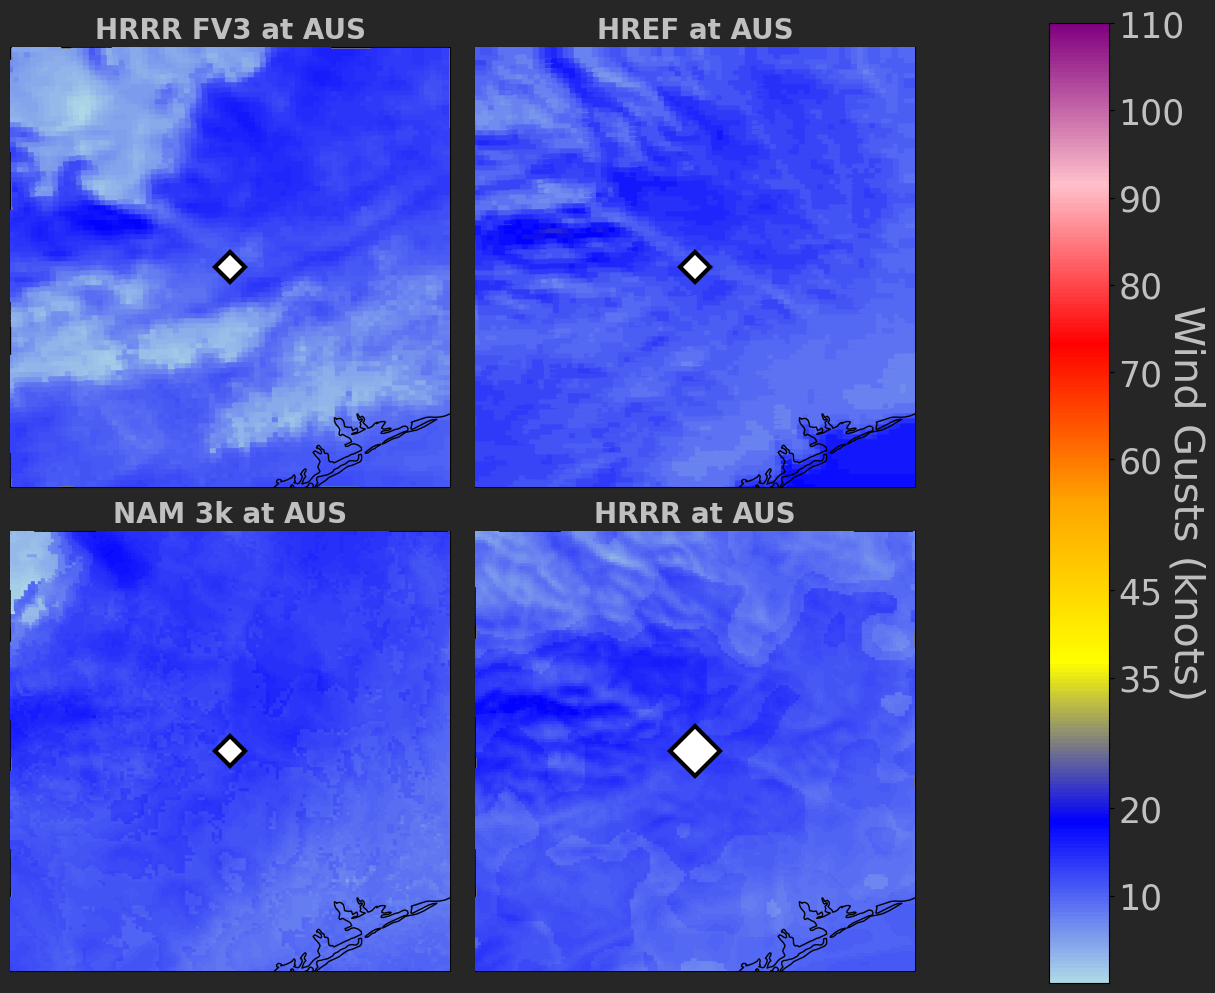 HRRR FV3 at AUS
HREF at AUS
NAM 3k at AUS
HRRR at AUS
110
100
90
80
70
60
45
35
20
10
Wind Gusts (knots)